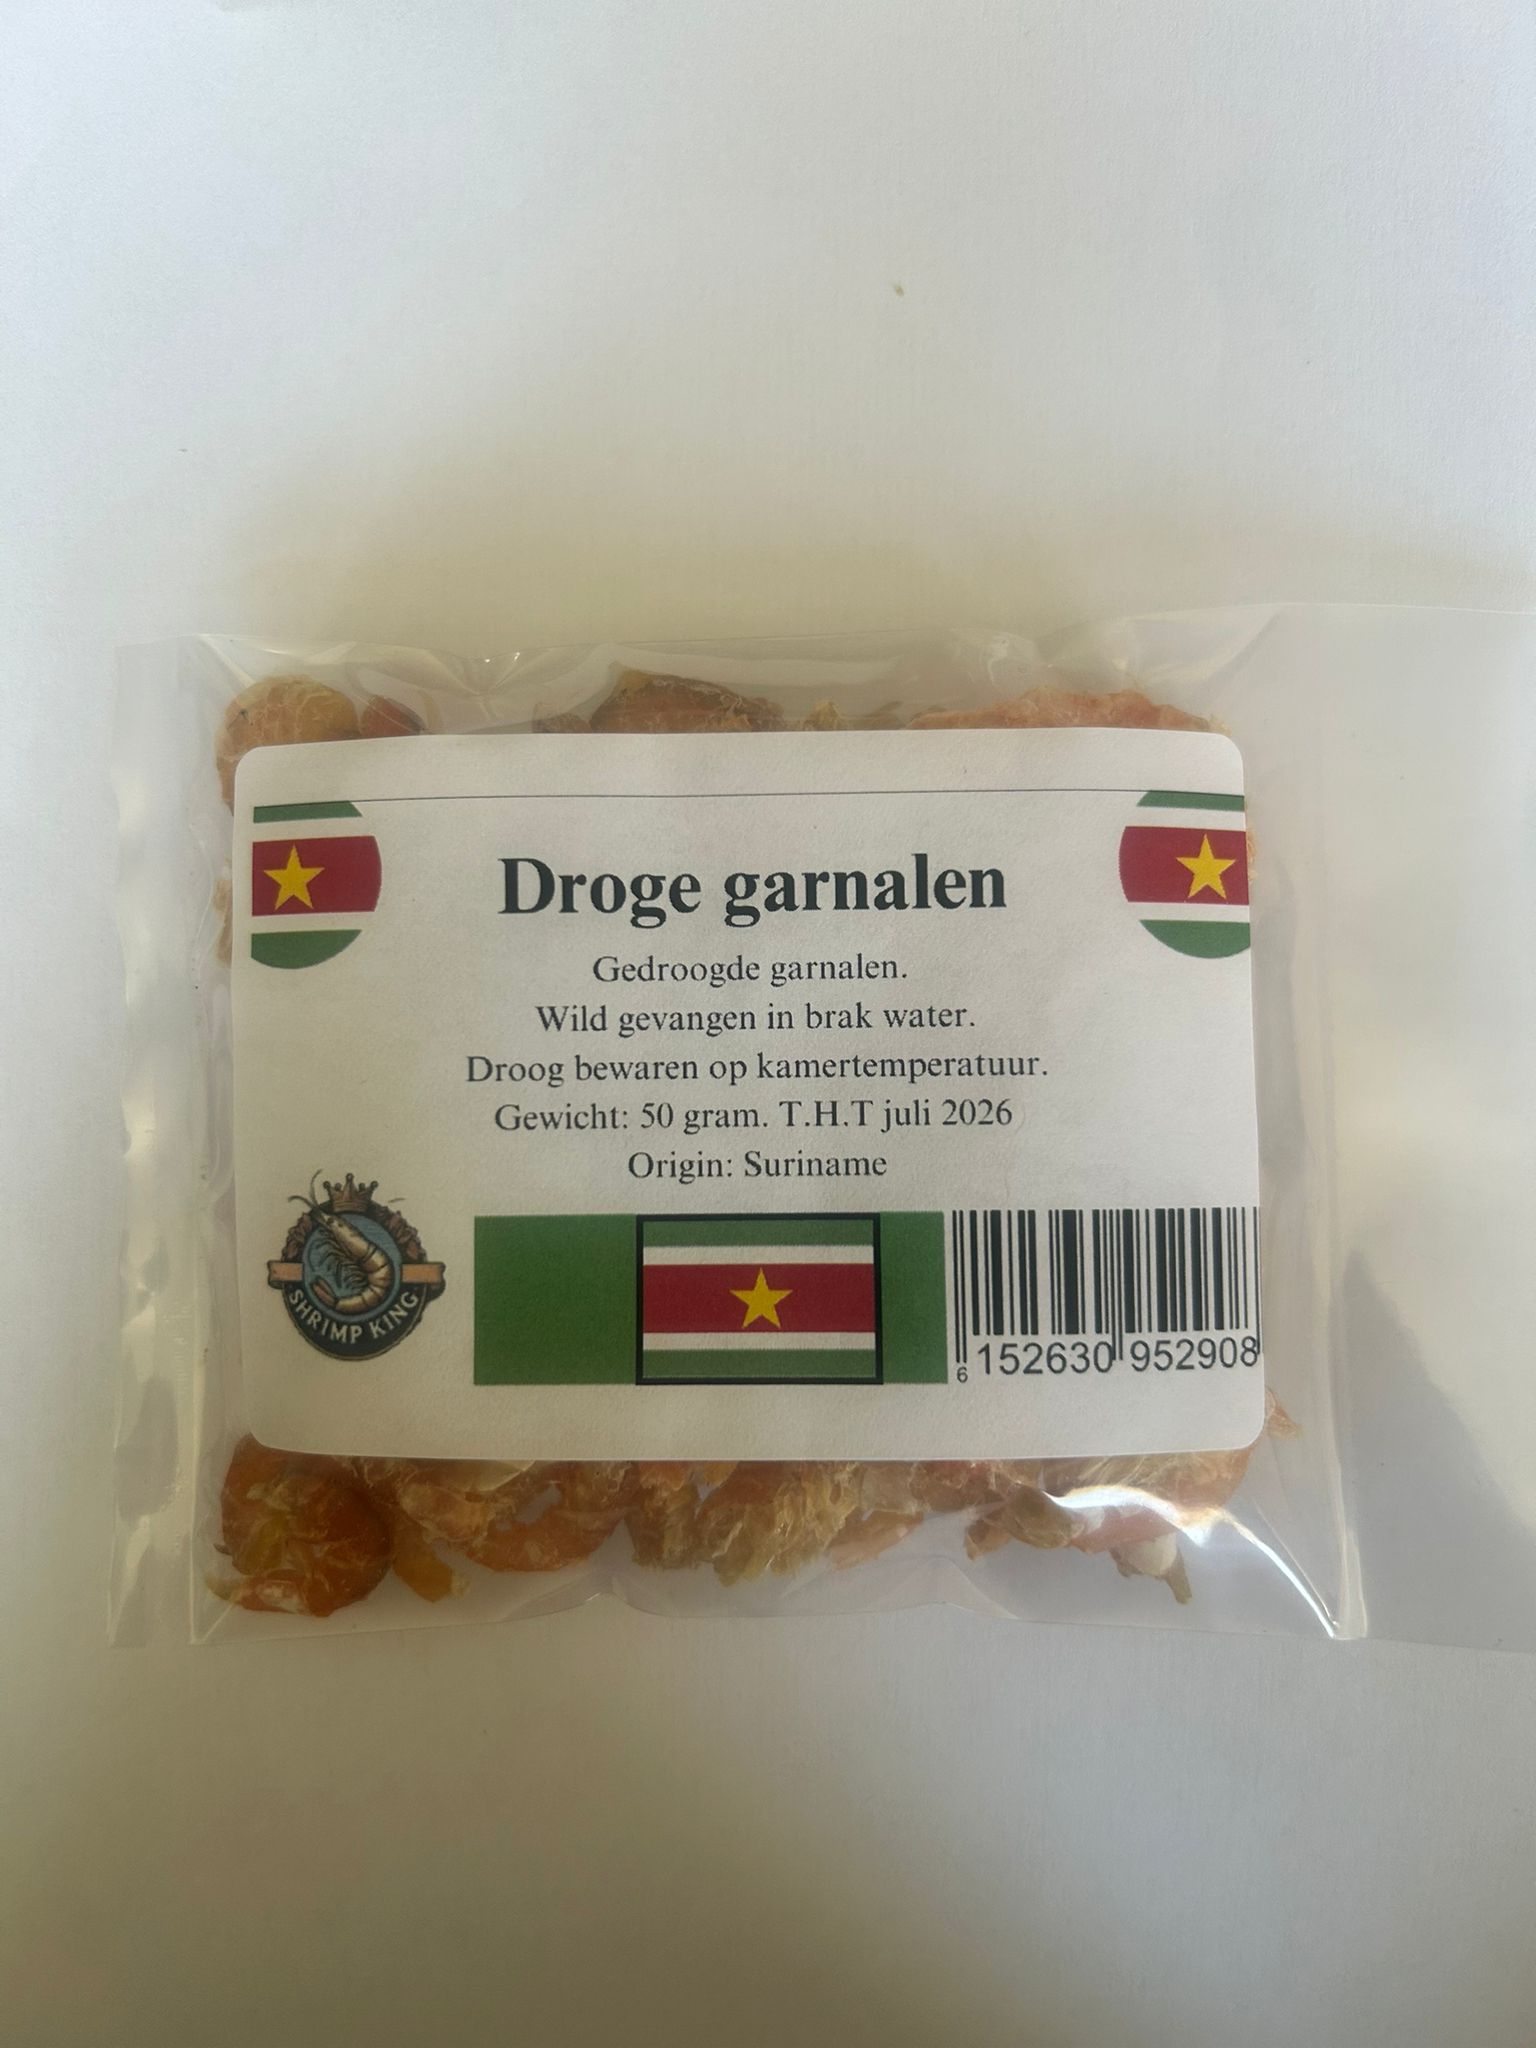 Droge garnalen
Gedroogde garnalen.
Wild gevangen in brak water.
Droog bewaren op kamertemperatuur.
Gewicht: 50 gram. T.H.T juli 2026
Origin: Suriname
SHRIMP KING
6 152630 952908